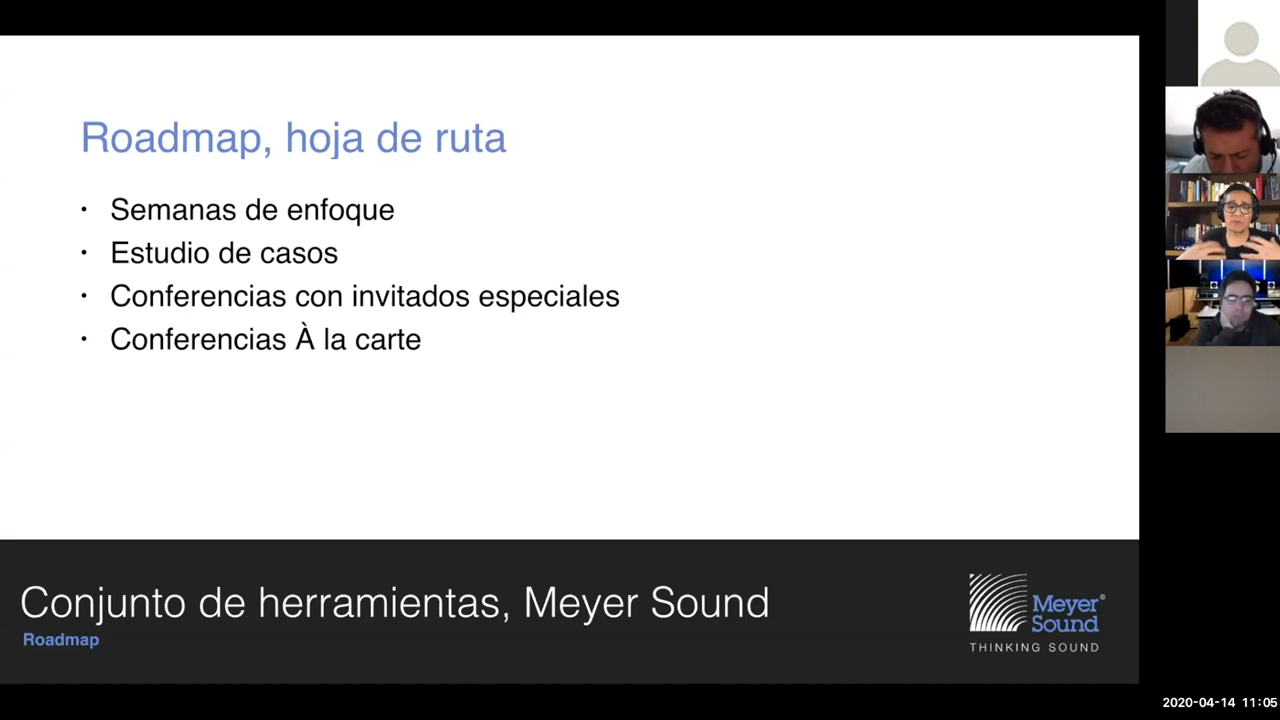 Roadmap, hoja de ruta
· Semanas de enfoque
· Estudio de casos
· Conferencias con invitados especiales
· Conferencias À la carte
Conjunto de herramientas, Meyer Sound
Roadmap
Meyer®
Sound
THINKING SOUND
2020-04-14 11:05